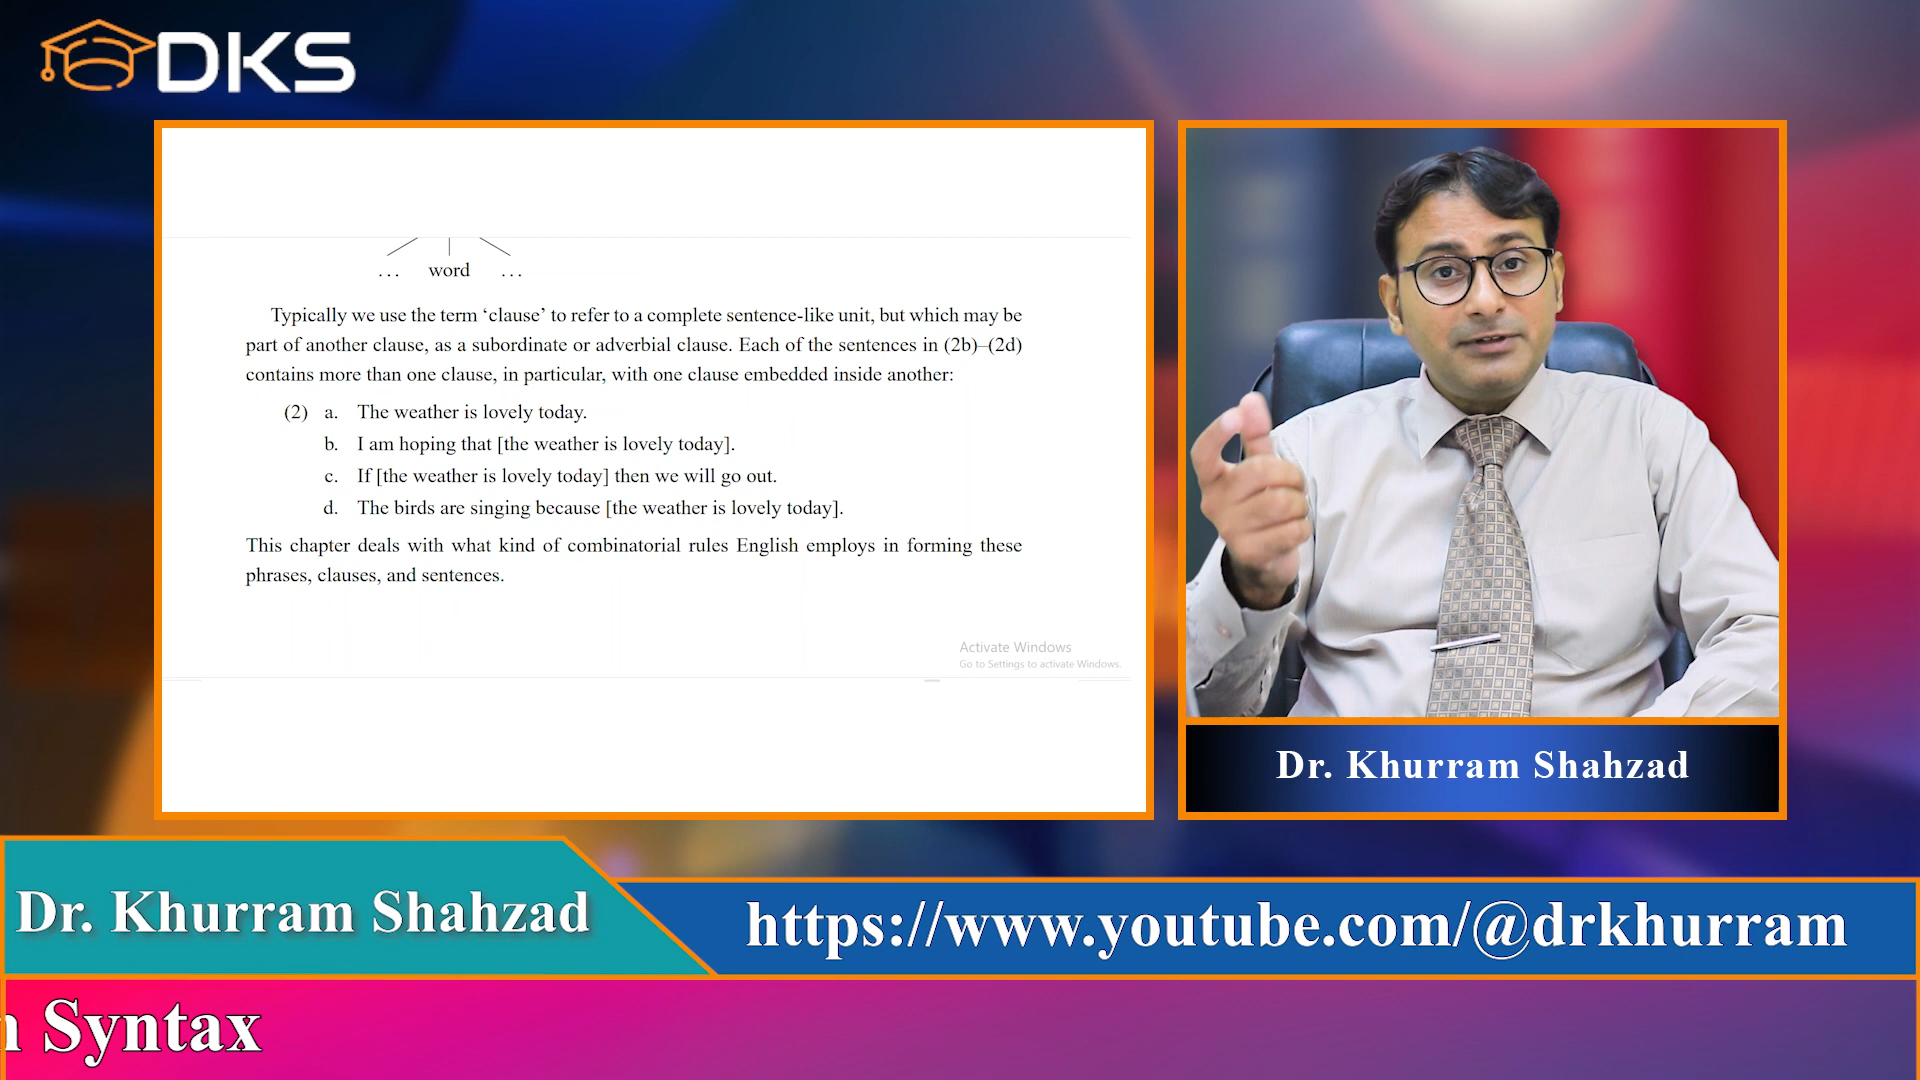 DKS
... word ...
Typically we use the term ‘clause’ to refer to a complete sentence-like unit, but which may be
part of another clause, as a subordinate or adverbial clause. Each of the sentences in (2b)–(2d)
contains more than one clause, in particular, with one clause embedded inside another:
(2) a. The weather is lovely today.
b. I am hoping that [the weather is lovely today].
c. If [the weather is lovely today] then we will go out.
d. The birds are singing because [the weather is lovely today].
This chapter deals with what kind of combinatorial rules English employs in forming these
phrases, clauses, and sentences.
Activate Windows
Go to Settings to activate Windows.
Dr. Khurram Shahzad
Dr. Khurram Shahzad
https://www.youtube.com/@drkhurram
n Syntax